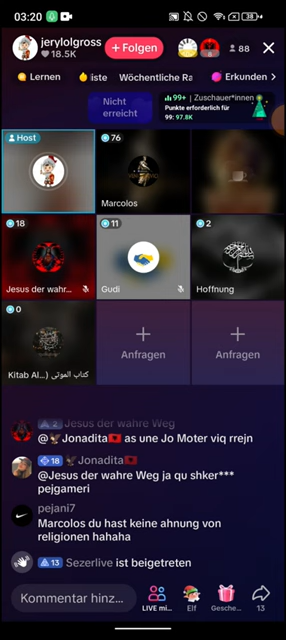 03:20
38
jerylolgross
18.5K
+ Folgen
88
Lernen
iste
Wöchentliche Ra
Erkunden
Nicht
erreicht
99+ | Zuschauer*innen
Punkte erforderlich für
99: 97.8K
Host
76
Marcolos
18
Jesus der wahr...
11
Gudi
2
Hoffnung
0
Kitab Al...(كتاب الموتى
+
Anfragen
+
Anfragen
2 Jesus der wahre Weg
@🦅Jonadita🇦🇱 as une Jo Moter viq rrejn
18 🦅Jonadita🇦🇱
@Jesus der wahre Weg ja qu shker***
pejgameri
pejani7
Marcolos du hast keine ahnung von
religionen hahaha
13 Sezerlive ist beigetreten
Kommentar hinz...
LIVE mi...
Elf
Gesche...
13